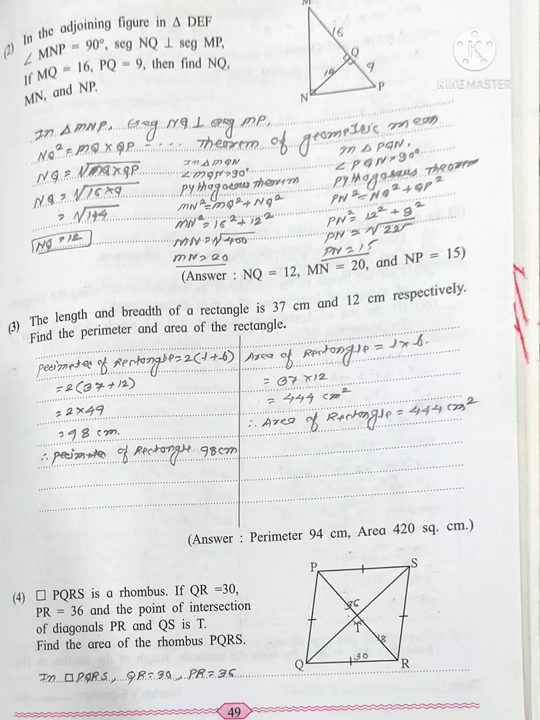 (2) In the adjoining figure in Δ DEF
∠ MNP = 90°, seg NQ ⊥ seg MP,
If MQ = 16, PQ = 9, then find NQ,
MN, and NP.
M
16
Q
9
N
P
KINEMASTER
In Δ MNP, seg NQ ⊥ seg MP,
NQ² = MQ × QP - - - - Theorem of geometric mean
NQ = √MQ×QP
NQ = √16×9
= √144
NQ = 12
In Δ MQN
∠MQN=90°
Pythagorus theorem
MN²=MQ²+NQ²
MN²=16²+12²
MN=√400
MN=20
In Δ PQN,
∠PQN=90°
Pythagorus Theorem
PN²=NQ²+QP²
PN²=12²+9²
PN=√225
PN=15
(Answer : NQ = 12, MN = 20, and NP = 15)
(3) The length and breadth of a rectangle is 37 cm and 12 cm respectively.
Find the perimeter and area of the rectangle.
Perimeter of Rectangle=2(l+b)
=2(37+12)
=2×49
=98 cm.
∴ Perimeter of Rectangle 98cm
Area of Rectangle = l×b.
= 37×12
= 444 cm²
∴ Area of Rectangle = 444cm²
(Answer : Perimeter 94 cm, Area 420 sq. cm.)
(4) □ PQRS is a rhombus. If QR =30,
PR = 36 and the point of intersection
of diagonals PR and QS is T.
Find the area of the rhombus PQRS.
P
S
36
T
18
Q
30
R
In □PQRS, QR=30, PR=36
49